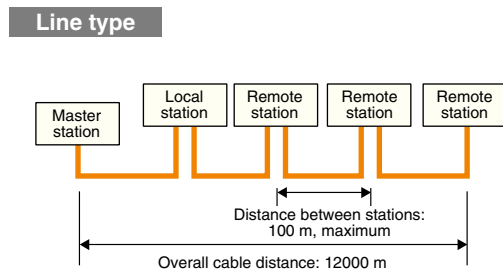 Line type
Master
station
Local
station
Remote
station
Remote
station
Remote
station
Distance between stations:
100 m, maximum
Overall cable distance: 12000 m